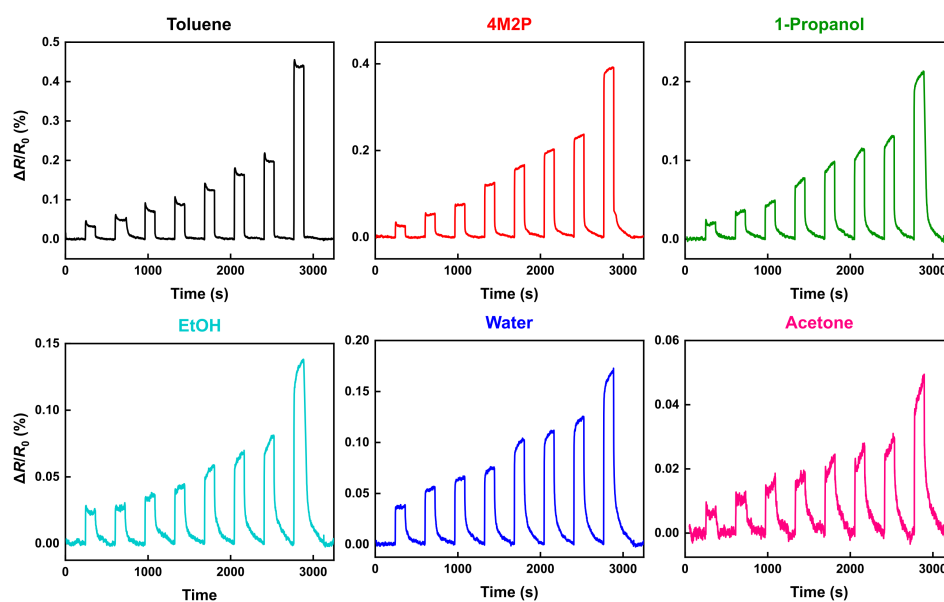 Toluene 4M2P 1-Propanol
0.5 0.4 0.2
0.4
0.3 0.2 0.1
0.2
0.1
0.0 0.0 0.0
ΔR/R0 (%)
0 1000 2000 3000 0 1000 2000 3000 0 1000 2000 3000
Time (s) Time (s) Time (s)
EtOH Water Acetone
0.15 0.20 0.06
0.10 0.15 0.04
0.05 0.10 0.02
0.00 0.05 0.00
0.00
ΔR/R0 (%)
0 1000 2000 3000 0 1000 2000 3000 0 1000 2000 3000
Time Time (s) Time (s)